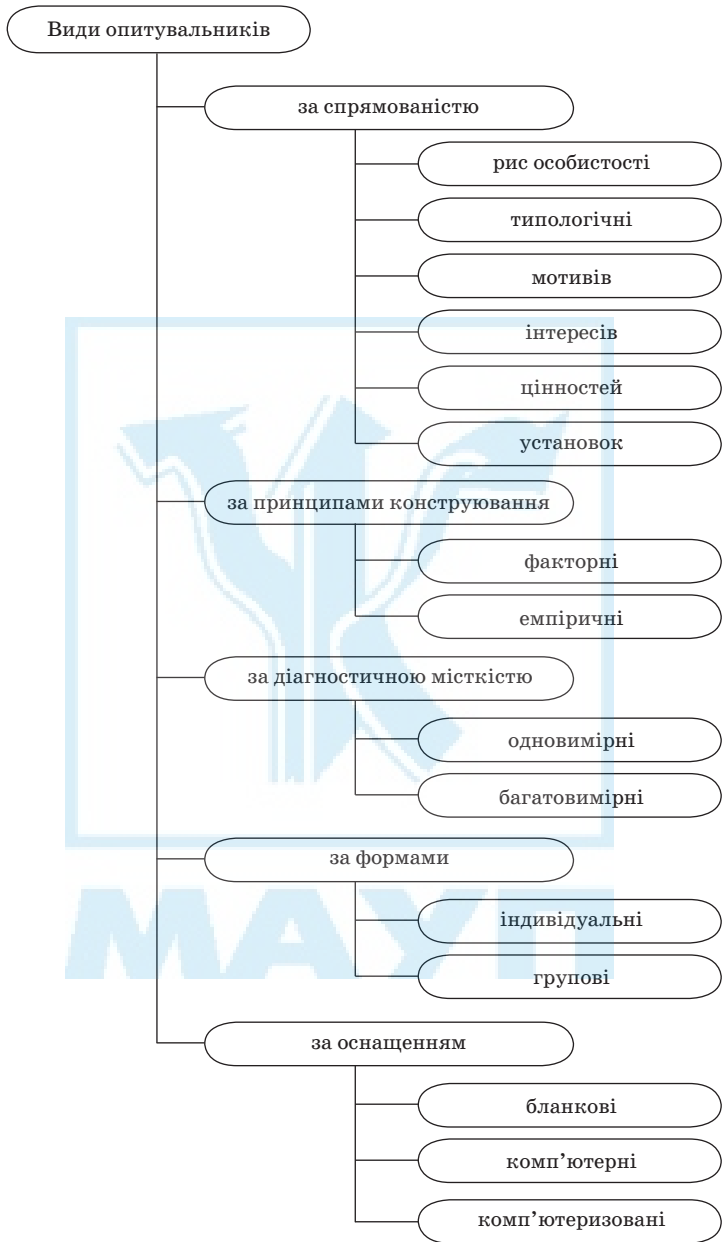 Види опитувальників
за спрямованістю
рис особистості
типологічні
мотивів
інтересів
цінностей
установок
за принципами конструювання
факторні
емпіричні
за діагностичною місткістю
одновимірні
багатовимірні
за формами
МАУП
індивідуальні
групові
за оснащенням
бланкові
комп’ютерні
комп’ютеризовані